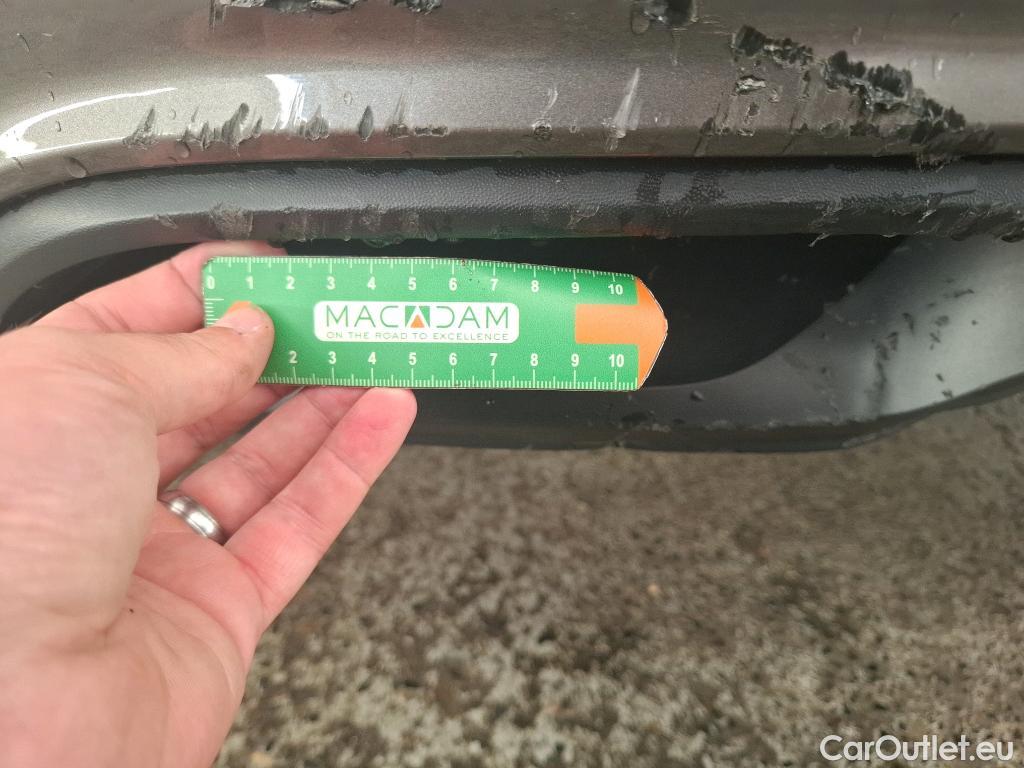 0 1 2 3 4 5 6 7 8 9 10
MACADAM
ON THE ROAD TO EXCELLENCE
2 3 4 5 6 7 8 9 10
CarOutlet.eu